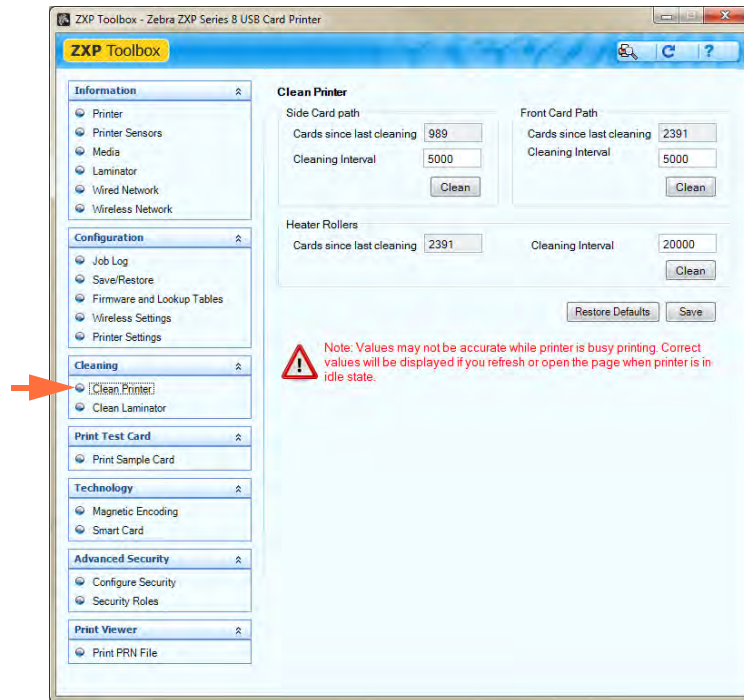 ZXP Toolbox - Zebra ZXP Series 8 USB Card Printer
ZXP Toolbox
?
Information
Printer
Printer Sensors
Media
Laminator
Wired Network
Wireless Network
Configuration
Job Log
Save/Restore
Firmware and Lookup Tables
Wireless Settings
Printer Settings
Cleaning
Clean Printer
Clean Laminator
Print Test Card
Print Sample Card
Technology
Magnetic Encoding
Smart Card
Advanced Security
Configure Security
Security Roles
Print Viewer
Print PRN File
Clean Printer
Side Card path
Cards since last cleaning 989
Cleaning Interval 5000
Clean
Front Card Path
Cards since last cleaning 2391
Cleaning Interval 5000
Clean
Heater Rollers
Cards since last cleaning 2391 Cleaning Interval 20000
Clean
Restore Defaults Save
Note: Values may not be accurate while printer is busy printing. Correct
values will be displayed if you refresh or open the page when printer is in
idle state.